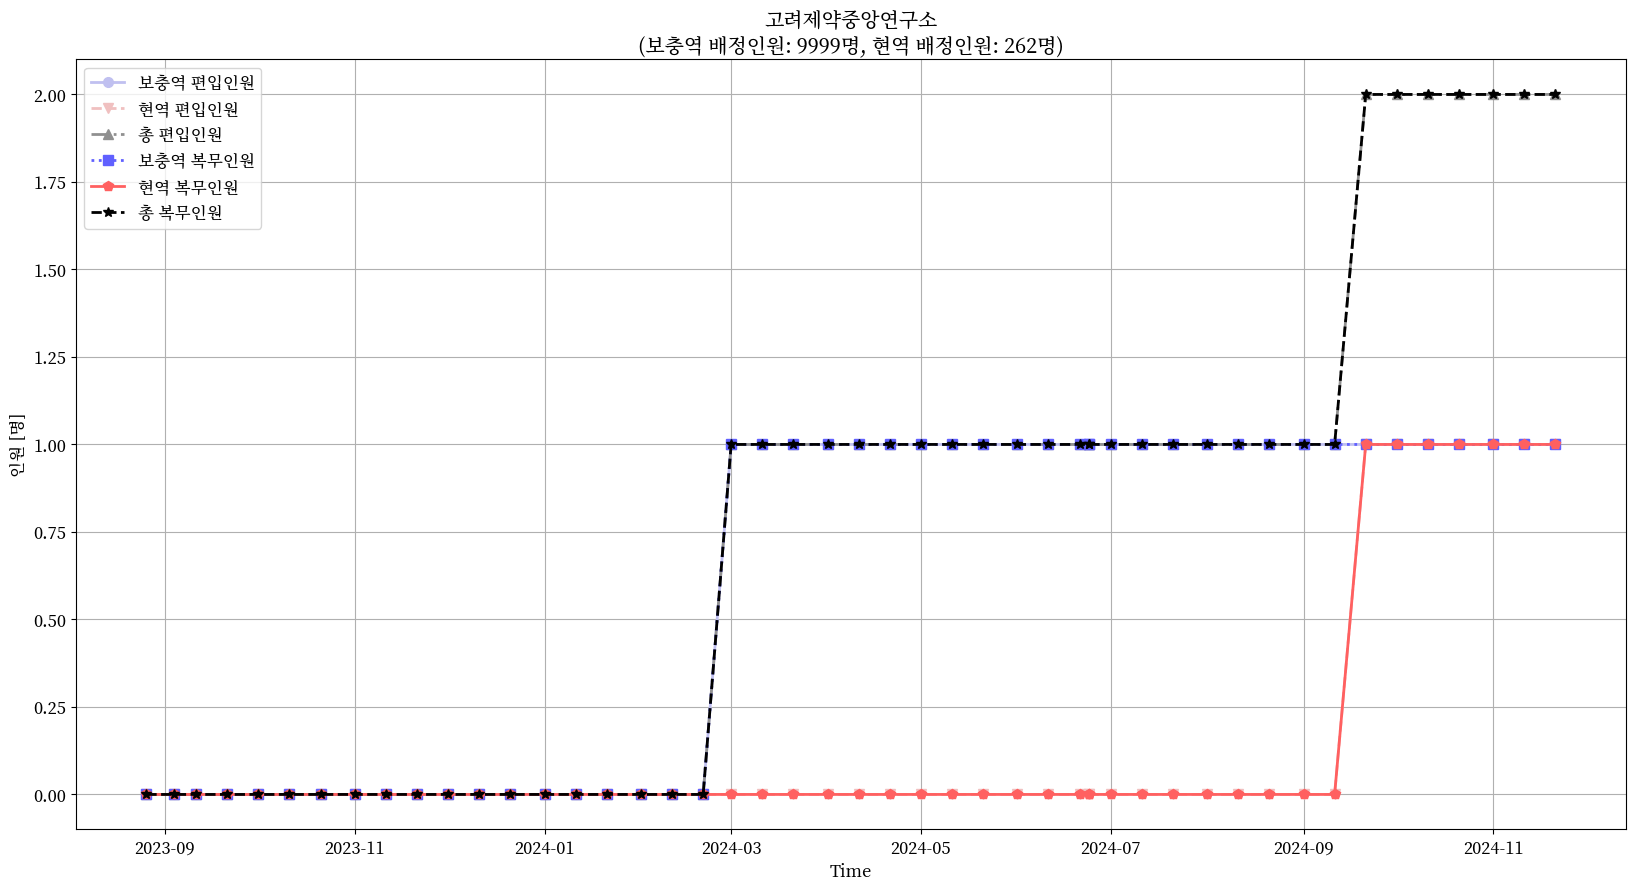 고려제약중앙연구소
(보충역 배정인원: 9999명, 현역 배정인원: 262명)
보충역 편입인원
현역 편입인원
총 편입인원
보충역 복무인원
현역 복무인원
총 복무인원
2.00
1.75
1.50
1.25
1.00
0.75
0.50
0.25
0.00
인원 [명]
2023-09
2023-11
2024-01
2024-03
2024-05
2024-07
2024-09
2024-11
Time